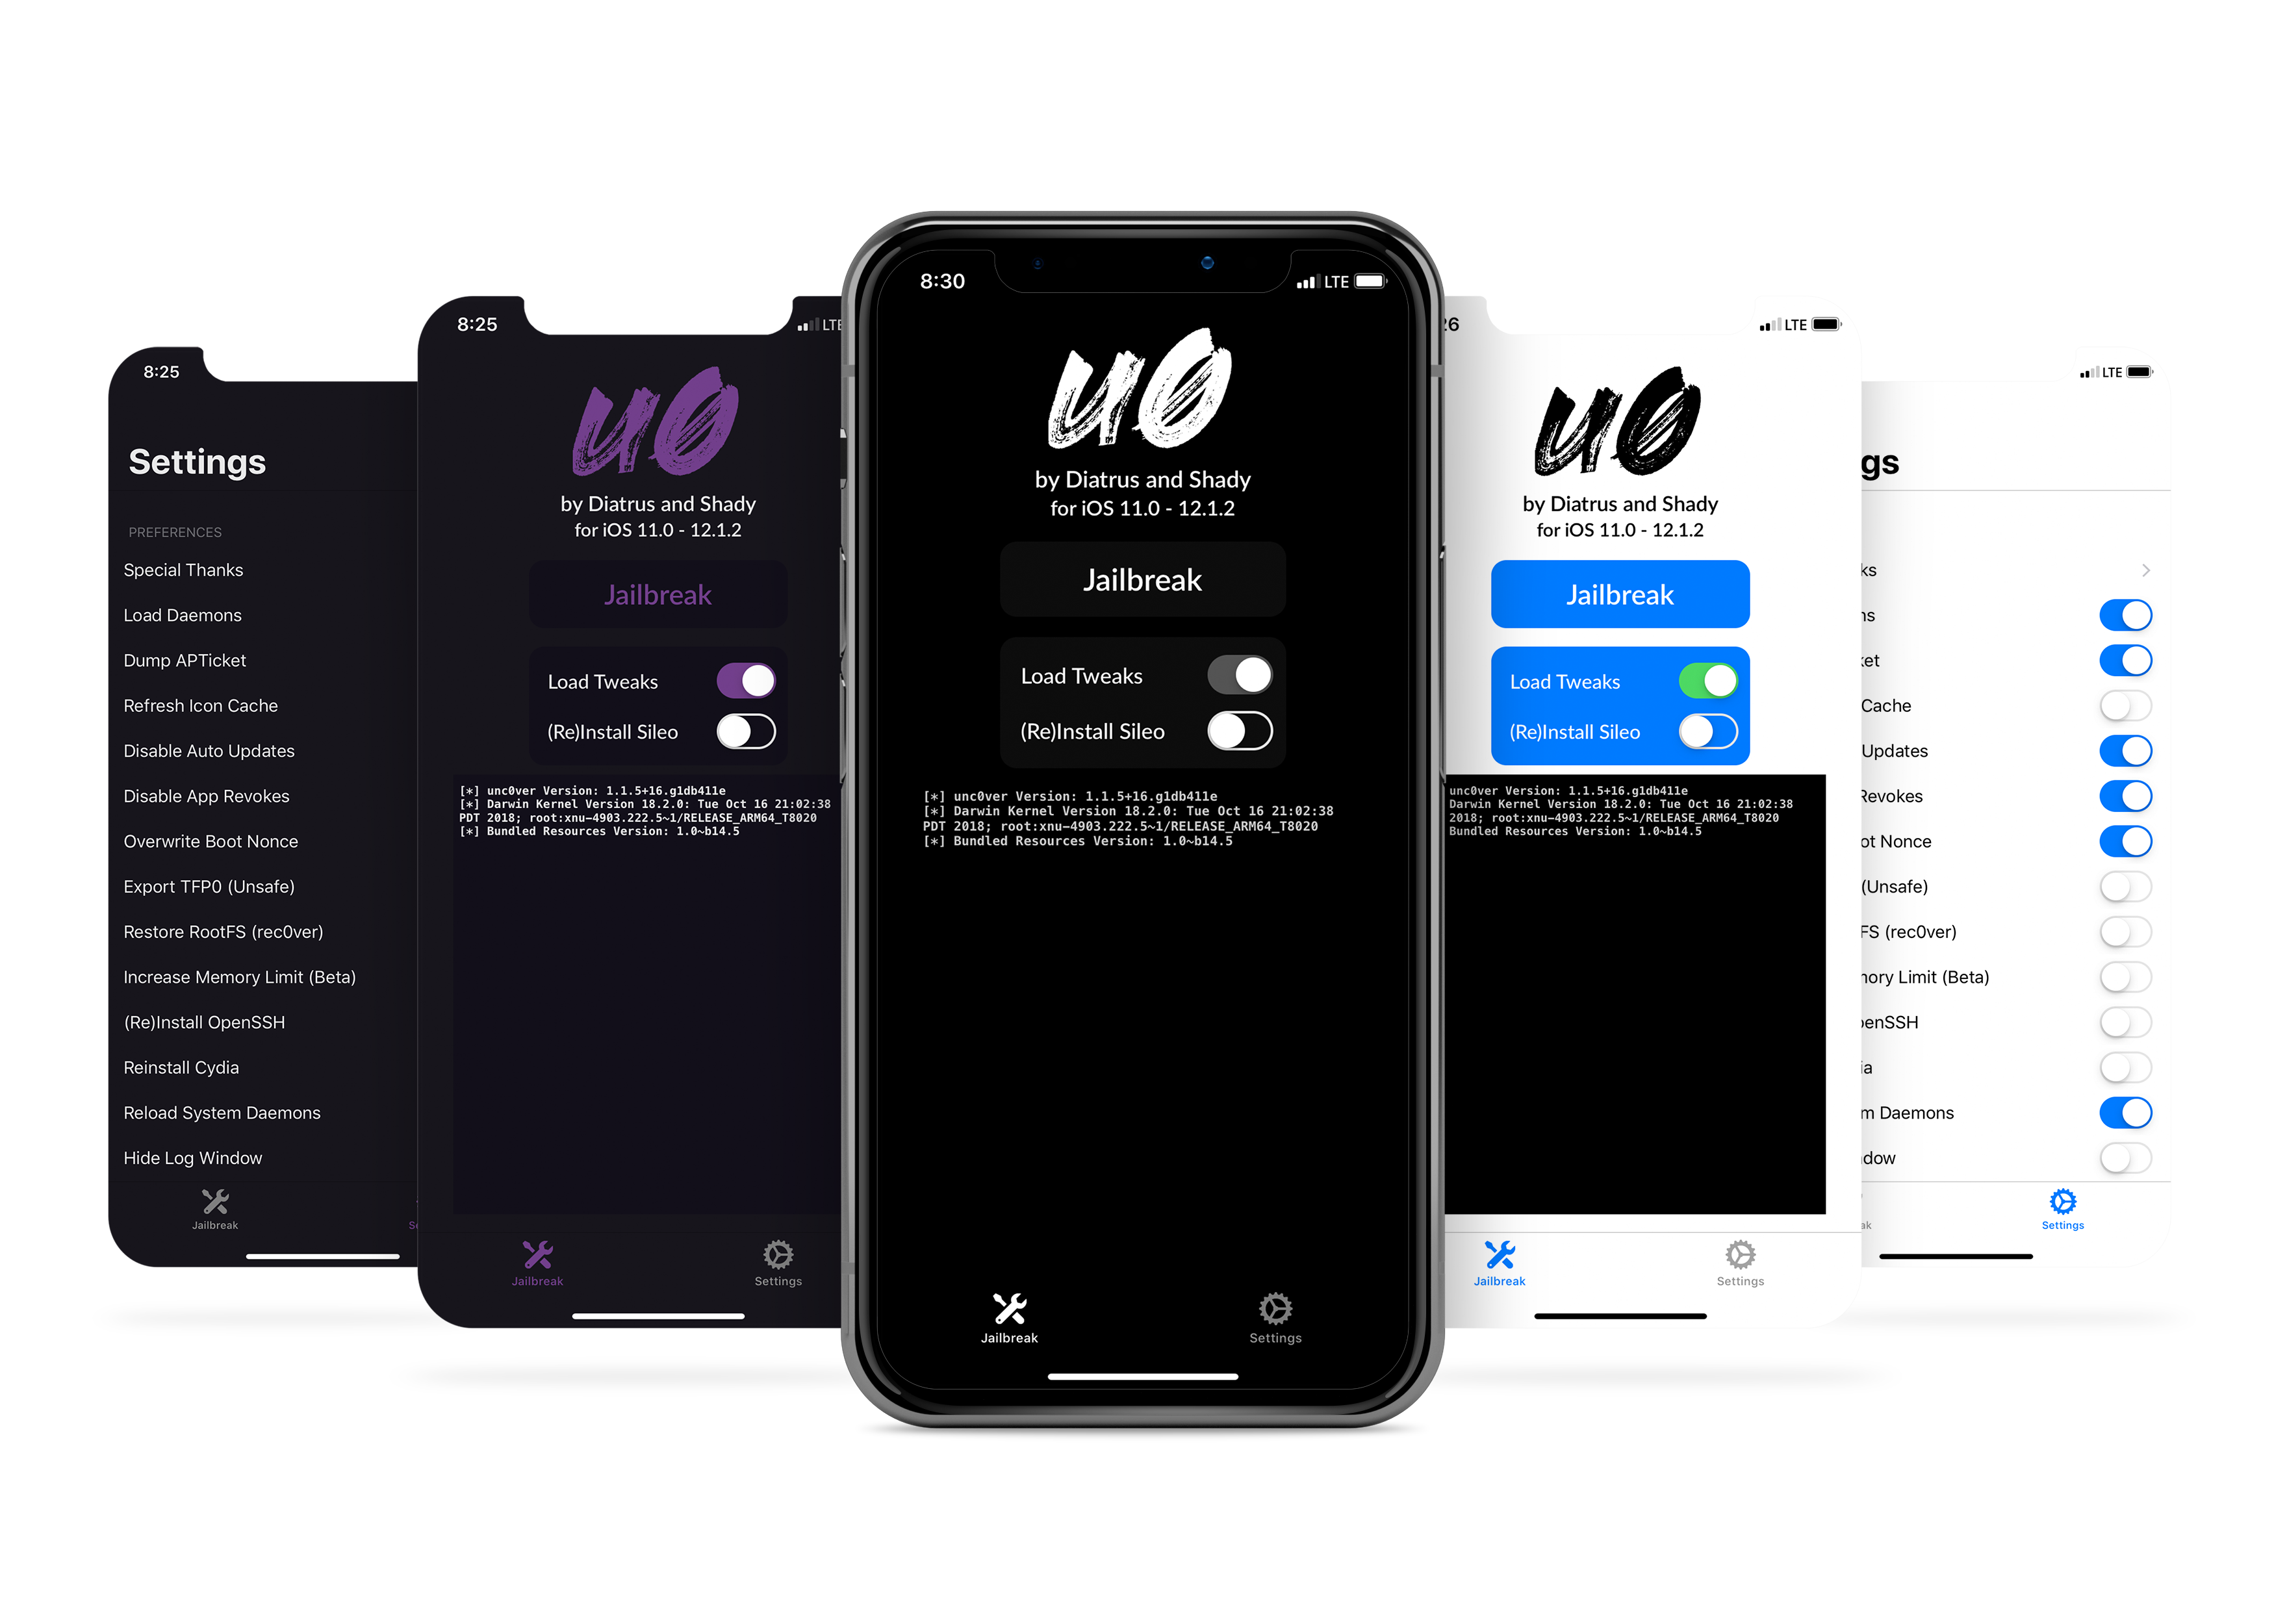 8:25
Settings
PREFERENCES
Special Thanks
Load Daemons
Dump APTicket
Refresh Icon Cache
Disable Auto Updates
Disable App Revokes
Overwrite Boot Nonce
Export TFP0 (Unsafe)
Restore RootFS (rec0ver)
Increase Memory Limit (Beta)
(Re)Install OpenSSH
Reinstall Cydia
Reload System Daemons
Hide Log Window
Jailbreak
8:25
LTE
u0
by Diatrus and Shady
for iOS 11.0 - 12.1.2
Jailbreak
Load Tweaks
(Re)Install Sileo
[*] unc0ver Version: 1.1.5+16.g1db411e
[*] Darwin Kernel Version 18.2.0: Tue Oct 16 21:02:38
PDT 2018; root:xnu-4903.222.5~1/RELEASE_ARM64_T8020
[*] Bundled Resources Version: 1.0~b14.5
Jailbreak
Settings
8:30
LTE
u0
by Diatrus and Shady
for iOS 11.0 - 12.1.2
Jailbreak
Load Tweaks
(Re)Install Sileo
[*] unc0ver Version: 1.1.5+16.g1db411e
[*] Darwin Kernel Version 18.2.0: Tue Oct 16 21:02:38
PDT 2018; root:xnu-4903.222.5~1/RELEASE_ARM64_T8020
[*] Bundled Resources Version: 1.0~b14.5
Jailbreak
Settings
26
LTE
u0
by Diatrus and Shady
for iOS 11.0 - 12.1.2
Jailbreak
Load Tweaks
(Re)Install Sileo
unc0ver Version: 1.1.5+16.g1db411e
Darwin Kernel Version 18.2.0: Tue Oct 16 21:02:38
2018; root:xnu-4903.222.5~1/RELEASE_ARM64_T8020
Bundled Resources Version: 1.0~b14.5
Jailbreak
Settings
LTE
gs
ks
ns
ket
Cache
Updates
Revokes
ot Nonce
(Unsafe)
FS (rec0ver)
mory Limit (Beta)
penSSH
ia
m Daemons
dow
ak
Settings